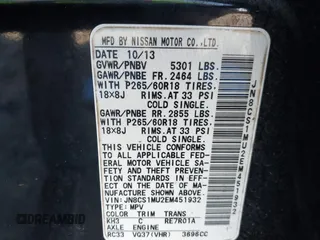 MFD BY NISSAN MOTOR CO.,LTD.
DATE 10/13
GVWR/PNBV 5301 LBS.
GAWR/PNBE FR. 2464 LBS.
WITH P265/60R18 TIRES,
18x8J RIMS.AT 33 PSI
COLD SINGLE.
GAWR/PNBE RR. 2855 LBS.
WITH P265/60R18 TIRES,
18x8J RIMS.AT 33 PSI
COLD SINGLE.
THIS VEHICLE CONFORMS
TO ALL APPLICABLE FED-
ERAL MOTOR VEHICLE SA-
FETY AND THEFT PREVEN-
TION STANDARDS IN EFF-
ECT ON THE DATE OF MA-
NUFACTURE SHOWN ABOVE.
VIN:JN8CS1MU2EM451932
TYPE: MPV
COLOR TRIM TRANS
KH3 C RE7R01A
AXLE ENGINE
RC33 VQ37(VHR) 3696CC
JN8CS1MU2EM451932